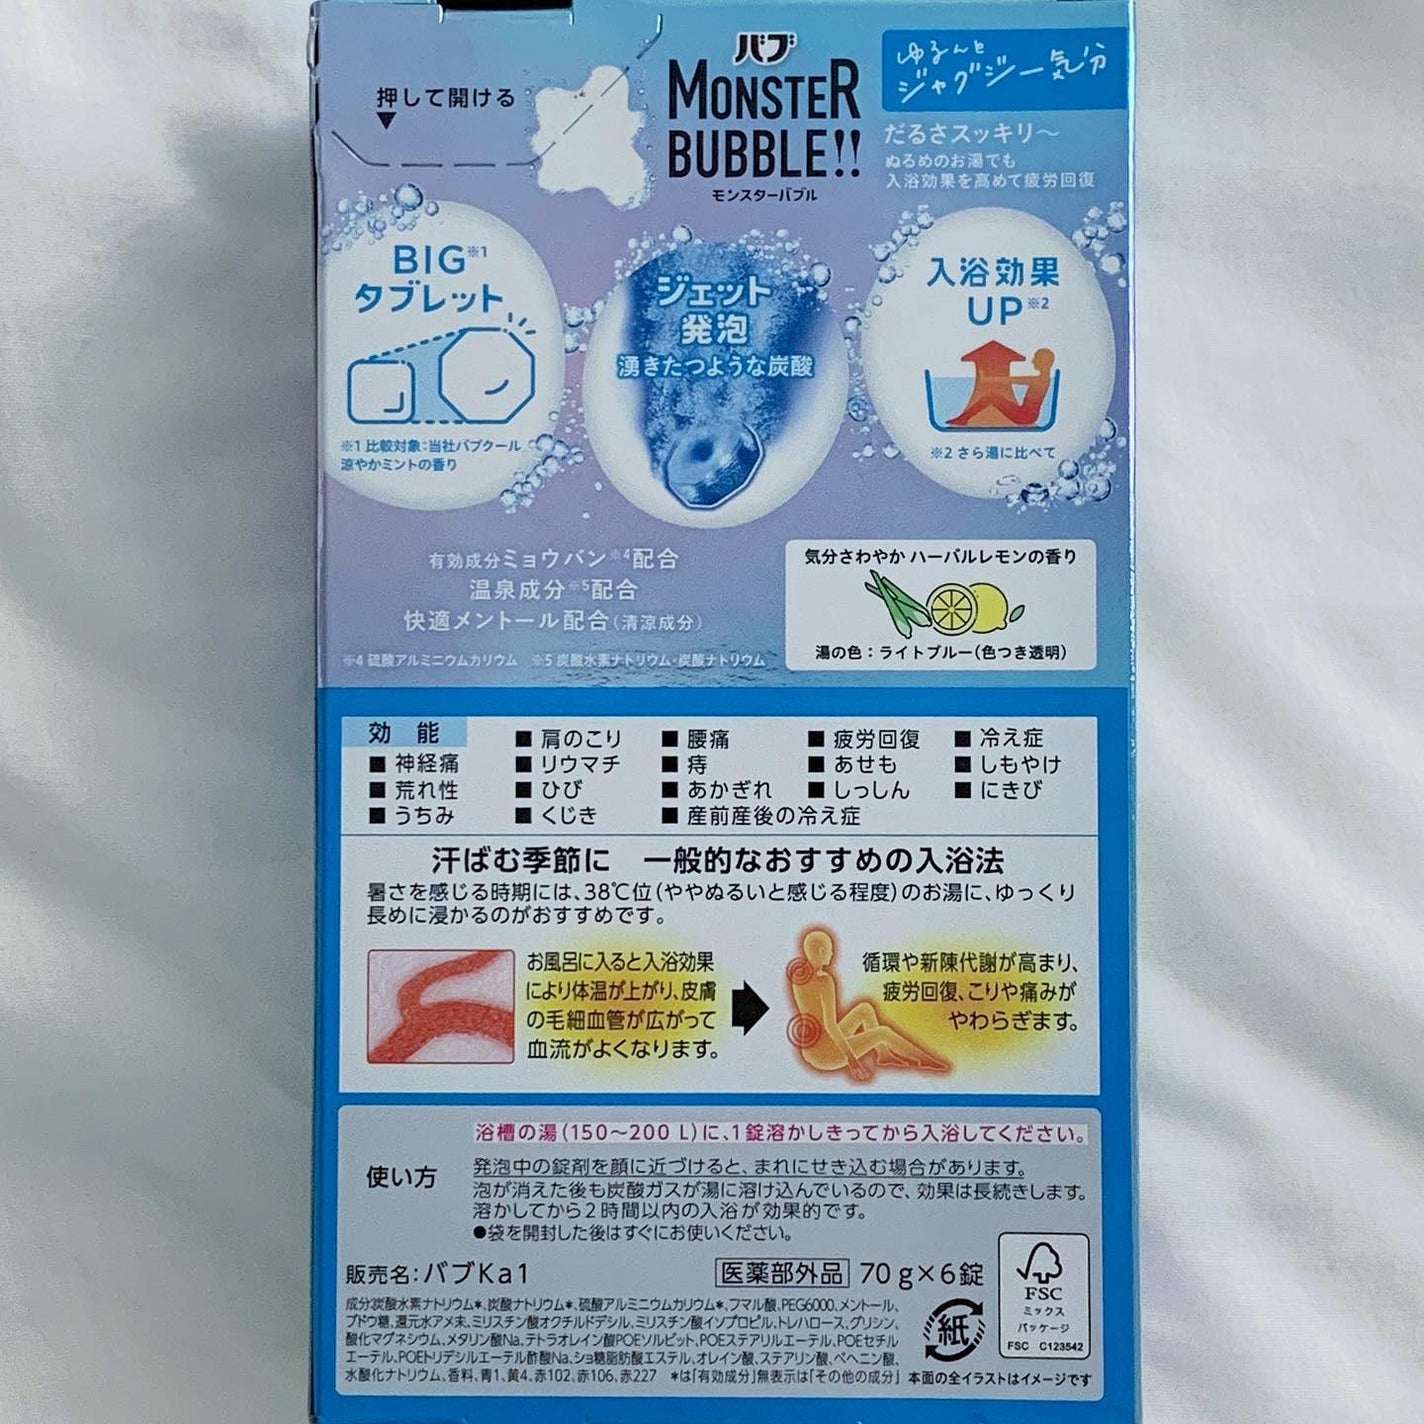 押して開ける
バブ
MONSTER
BUBBLE!!
モンスターバブル
ゆるんと
ジャグジー気分
だるさスッキリ〜
ぬるめのお湯でも
入浴効果を高めて疲労回復
BIG※1
タブレット
※1 比較対象:当社バブクール
涼やかミントの香り
ジェット
発泡
湧きたつような炭酸
入浴効果
UP※2
※2 さら湯に比べて
有効成分ミョウバン※4配合
温泉成分※5配合
快適メントール配合(清涼成分)
※4 硫酸アルミニウムカリウム ※5 炭酸水素ナトリウム・炭酸ナトリウム
気分さわやか ハーバルレモンの香り
湯の色:ライトブルー(色つき透明)
効 能
■ 肩のこり ■ 腰痛 ■ 疲労回復 ■ 冷え症
■ 神経痛 ■ リウマチ ■ 痔 ■ あせも ■ しもやけ
■ 荒れ性 ■ ひび ■ あかぎれ ■ しっしん ■ にきび
■ うちみ ■ くじき ■ 産前産後の冷え症
汗ばむ季節に 一般的なおすすめの入浴法
暑さを感じる時期には、38℃位(ややぬるいと感じる程度)のお湯に、ゆっくり
長めに浸かるのがおすすめです。
お風呂に入ると入浴効果
により体温が上がり、皮膚
の毛細血管が広がって
血流がよくなります。
循環や新陳代謝が高まり、
疲労回復、こりや痛みが
やわらぎます。
使い方
浴槽の湯(150〜200 L)に、1錠溶かしきってから入浴してください。
発泡中の錠剤を顔に近づけると、まれにせき込む場合があります。
泡が消えた後も炭酸ガスが湯に溶け込んでいるので、効果は長続きします。
溶かしてから2時間以内の入浴が効果的です。
●袋を開封した後はすぐにお使いください。
販売名:バブKa1
医薬部外品 70 g×6錠
成分:炭酸水素ナトリウム*、炭酸ナトリウム*、硫酸アルミニウムカリウム*、フマル酸、PEG6000、メントール、
ブドウ糖、還元水アメ末、ミリスチン酸オクチルドデシル、ミリスチン酸イソプロピル、トレハロース、グリシン、
酸化マグネシウム、メタリン酸Na、テトラオレイン酸POEソルビット、POEステアリルエーテル、POEセチル
エーテル、POEトリデシルエーテル酢酸Na、ショ糖脂肪酸エステル、オレイン酸、ステアリン酸、ベヘニン酸、
水酸化ナトリウム、香料、青1、黄4、赤102、赤106、赤227 *は「有効成分」無表示は「その他の成分」
紙
FSC
ミックス
パッケージ
FSC C123542
本面の全イラストはイメージです